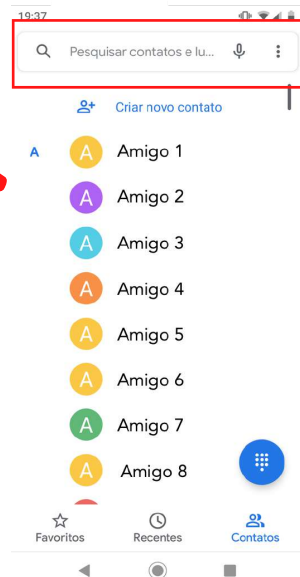 19:37
Pesquisar contatos e lu...
Criar novo contato
A
A Amigo 1
A Amigo 2
A Amigo 3
A Amigo 4
A Amigo 5
A Amigo 6
A Amigo 7
A Amigo 8
Favoritos Recentes Contatos